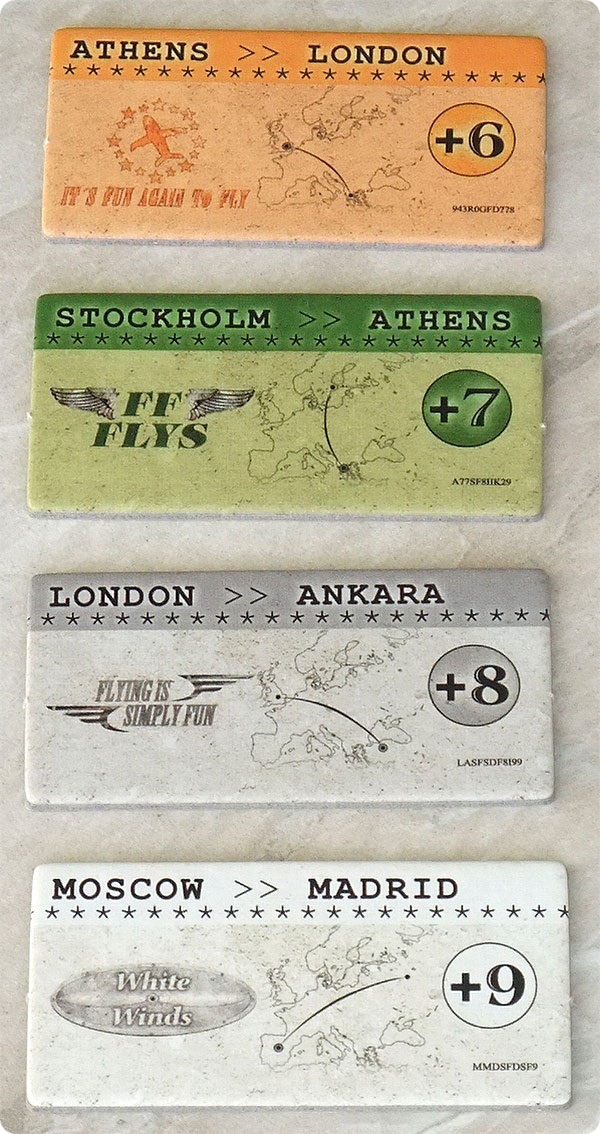 ATHENS >> LONDON
+6
IT'S FUN AGAIN TO FLY
943R0GFD778
STOCKHOLM >> ATHENS
FF
FLYS
+7
A77SF8HK29
LONDON >> ANKARA
FLYING IS
SIMPLY FUN
+8
LASFSDF8I99
MOSCOW >> MADRID
White
Winds
+9
MMDSFDSF9